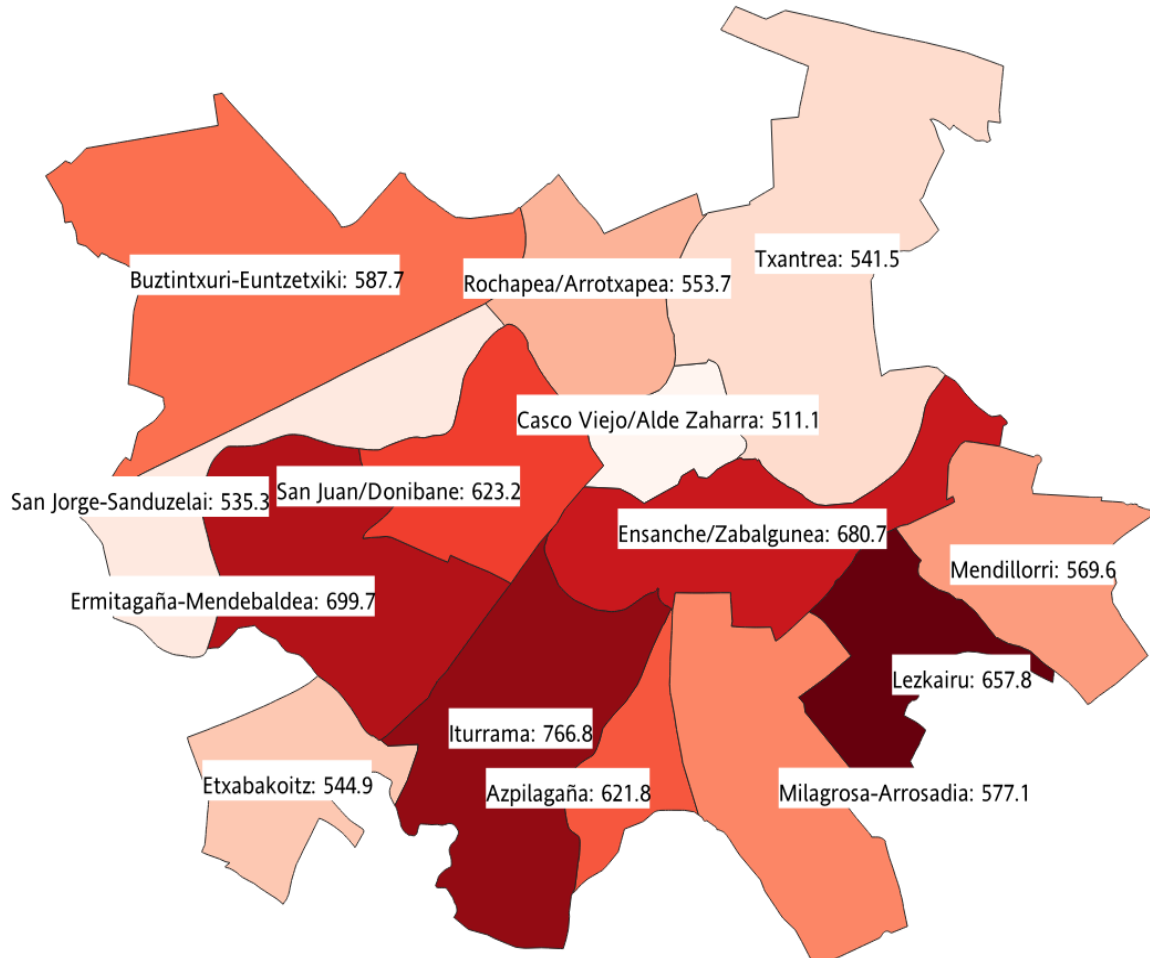 Txantrea: 541.5
Buztintxuri-Euntzetxiki: 587.7
Rochapea/Arrotxapea: 553.7
Casco Viejo/Alde Zaharra: 511.1
San Juan/Donibane: 623.2
San Jorge-Sanduzelai: 535.3
Ensanche/Zabalgunea: 680.7
Mendillorri: 569.6
Ermitagaña-Mendebaldea: 699.7
Lezkairu: 657.8
Iturrama: 766.8
Etxabakoitz: 544.9
Azpilagaña: 621.8
Milagrosa-Arrosadia: 577.1